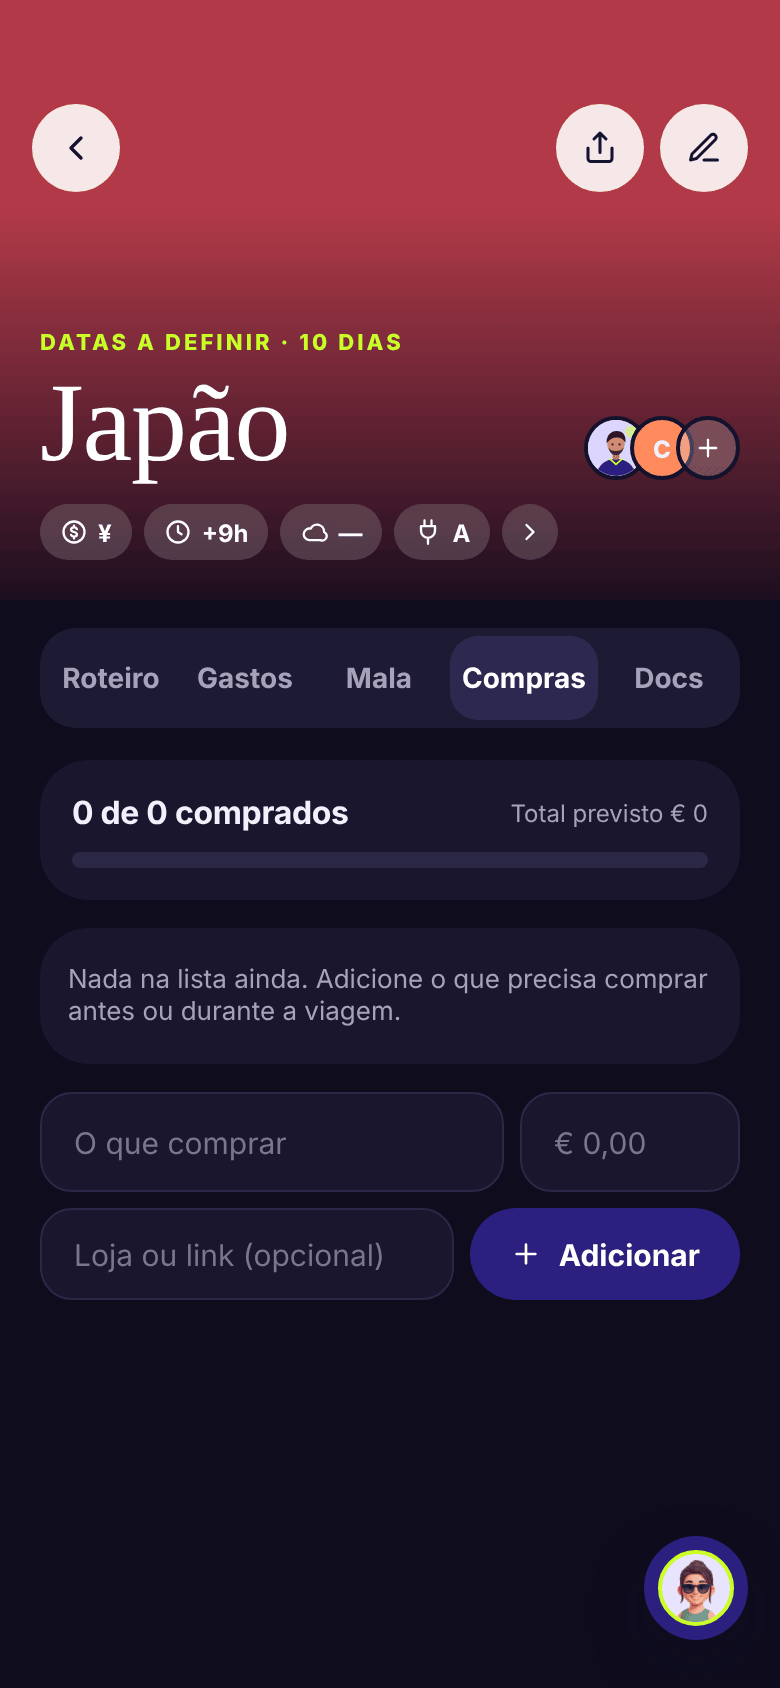 DATAS A DEFINIR · 10 DIAS
Japão
C
¥ +9h — A
Roteiro Gastos Mala Compras Docs
0 de 0 comprados Total previsto € 0
Nada na lista ainda. Adicione o que precisa comprar
antes ou durante a viagem.
O que comprar € 0,00
Loja ou link (opcional) + Adicionar